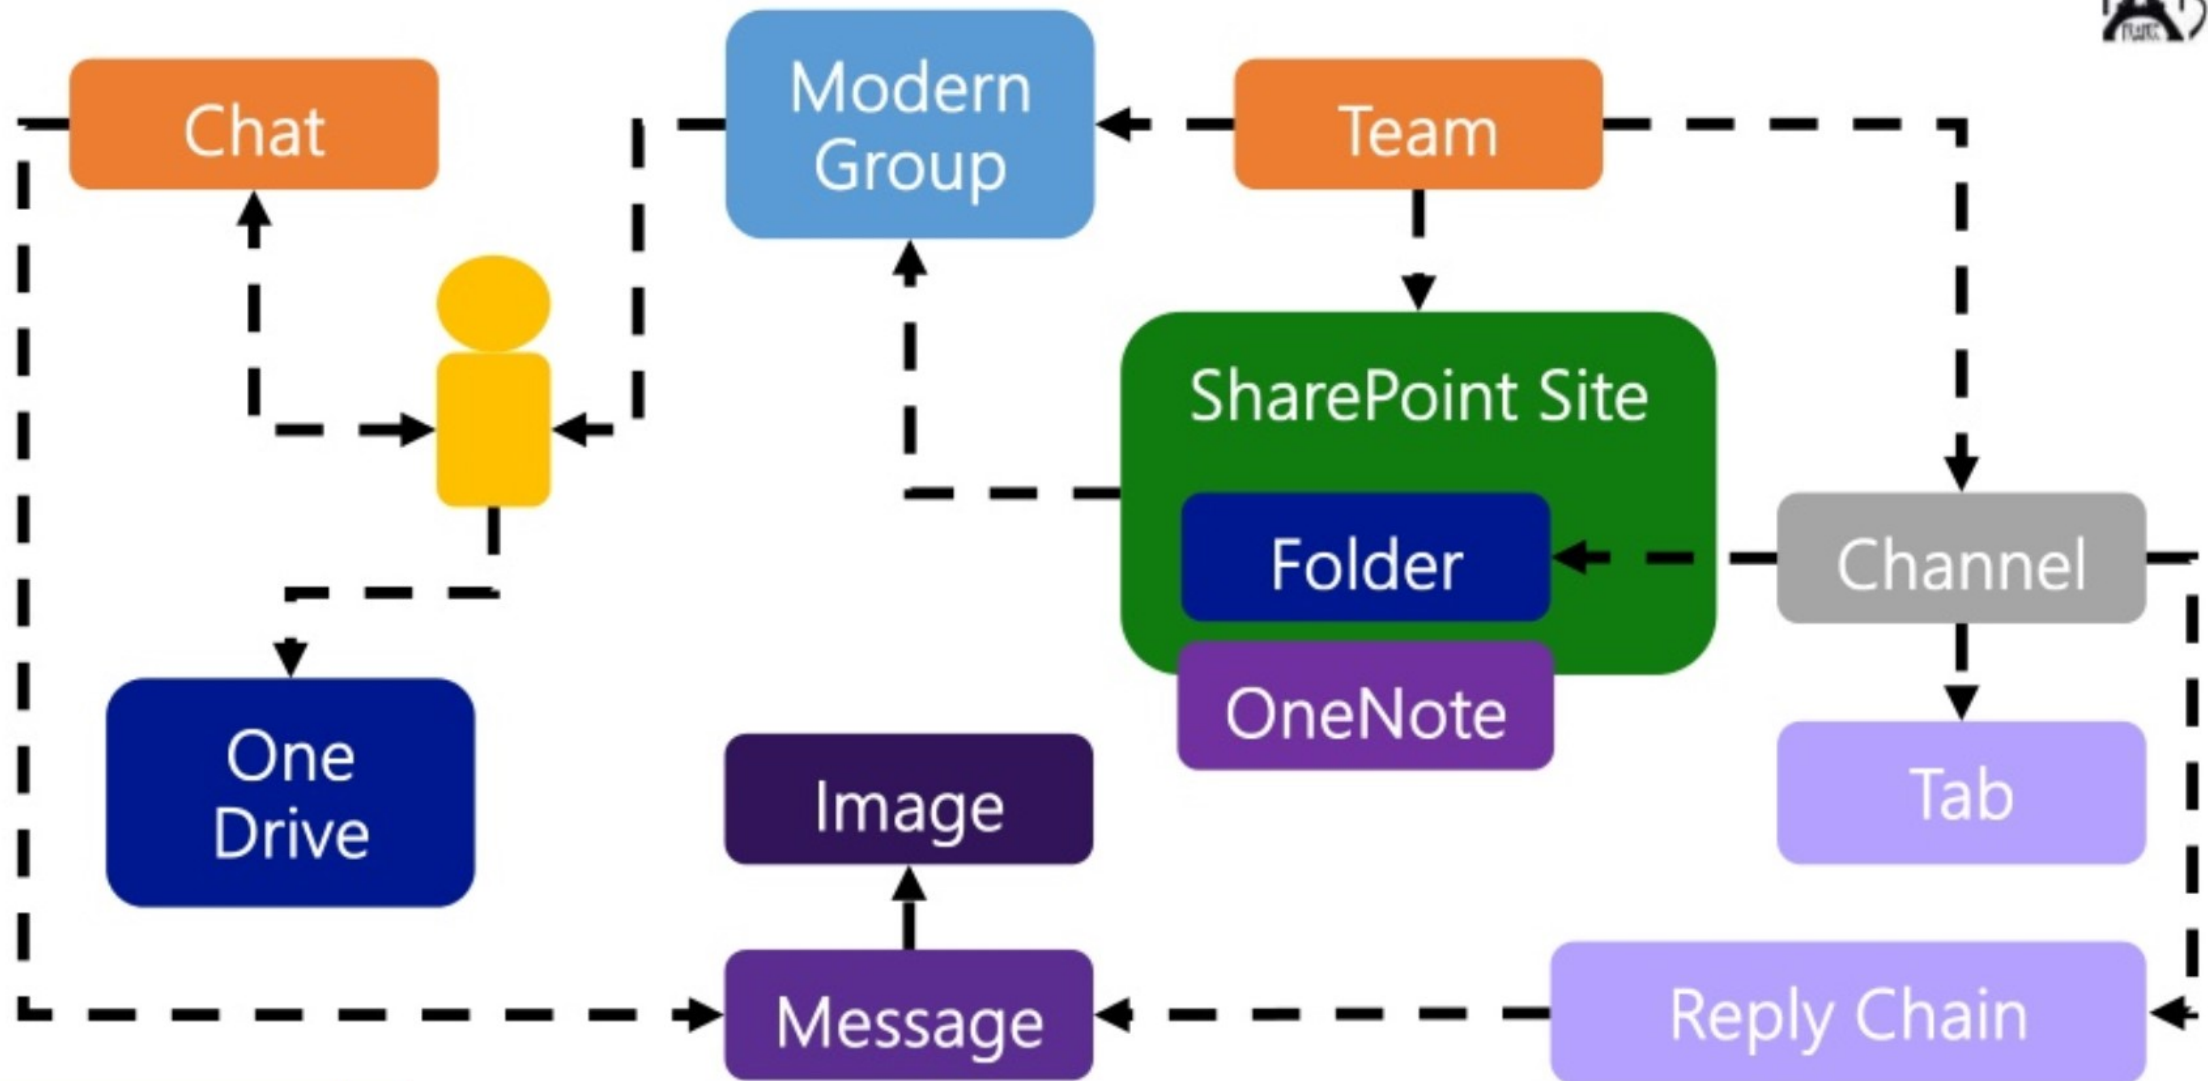 Chat
Modern
Group
Team
SharePoint Site
Folder
Channel
OneNote
One
Drive
Image
Tab
Message
Reply Chain